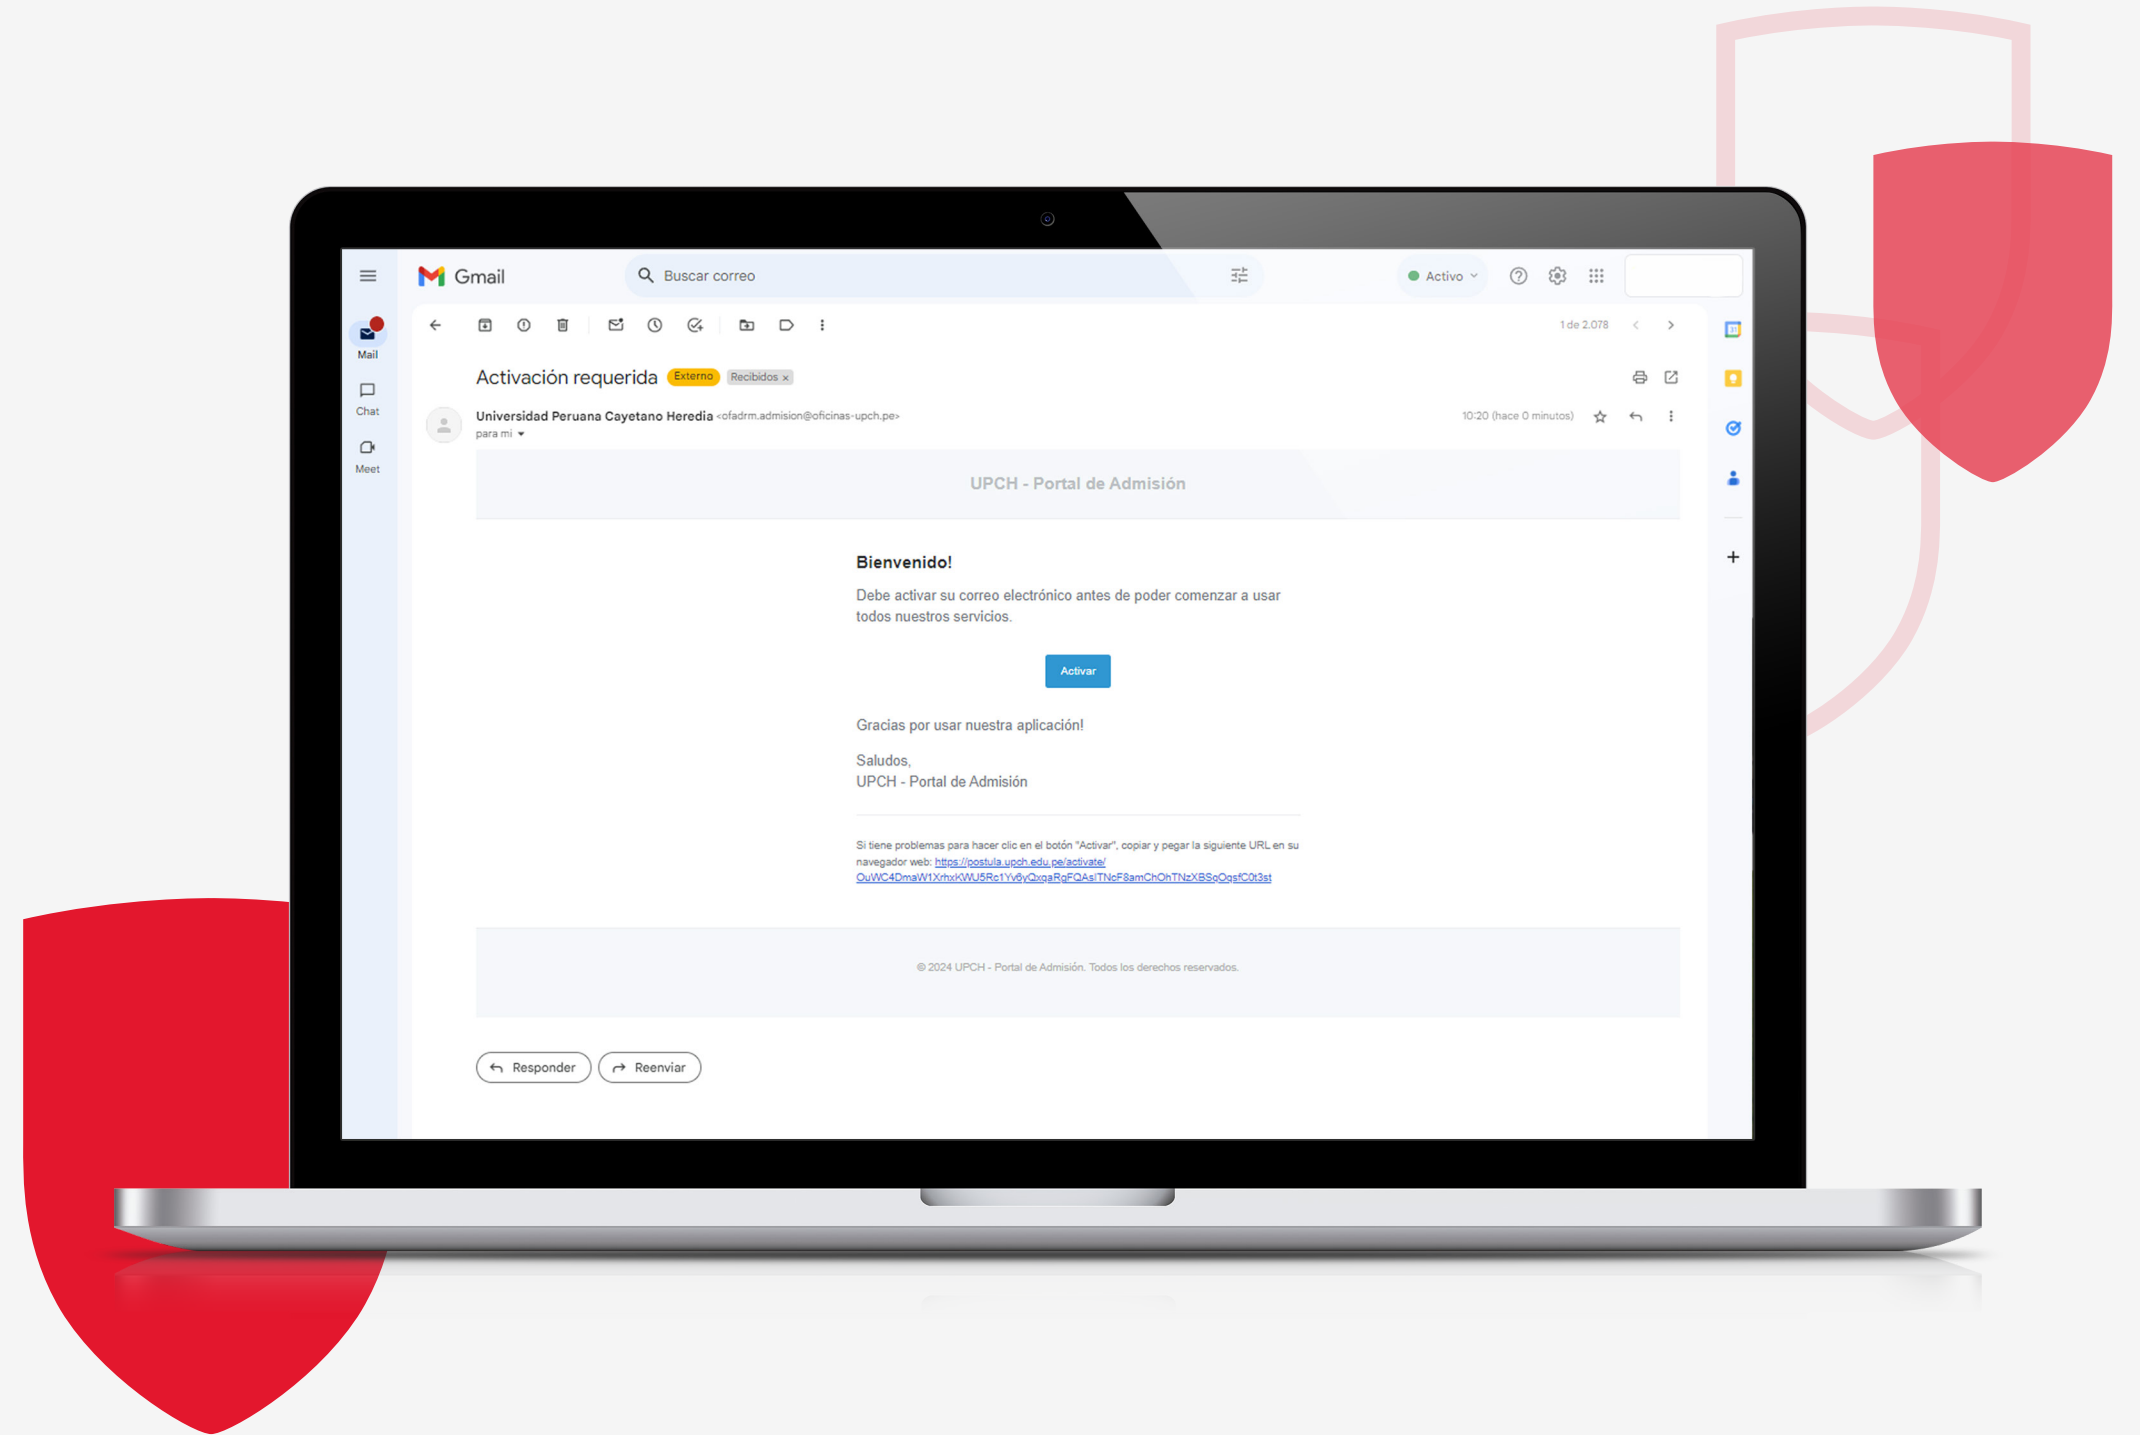 Gmail
Buscar correo
Activo
Mail
Chat
Meet
1 de 2.078
Activación requerida Externo Recibidos x
Universidad Peruana Cayetano Heredia <ofadrm.admision@oficinas-upch.pe>
10:20 (hace 0 minutos)
para mi
UPCH - Portal de Admisión
Bienvenido!
Debe activar su correo electrónico antes de poder comenzar a usar
todos nuestros servicios.
Activar
Gracias por usar nuestra aplicación!
Saludos,
UPCH - Portal de Admisión
Si tiene problemas para hacer clic en el botón "Activar", copiar y pegar la siguiente URL en su
navegador web: https://postula.upch.edu.pe/activate/
© 2024 UPCH - Portal de Admisión. Todos los derechos reservados.
Responder
Reenviar